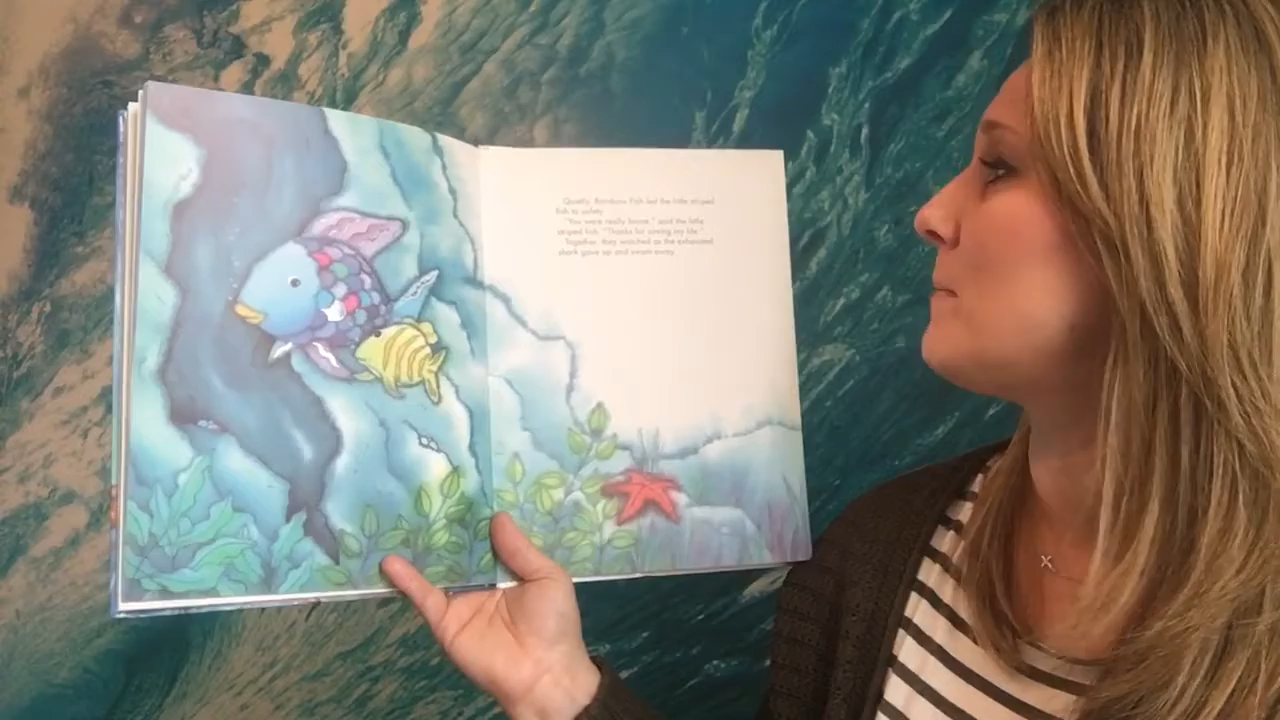 Quietly, Rainbow Fish led the little striped
fish to safety.
"You were really brave," said the little
striped fish. "Thanks for saving my life."
Together, they watched as the exhausted
shark gave up and swam away.